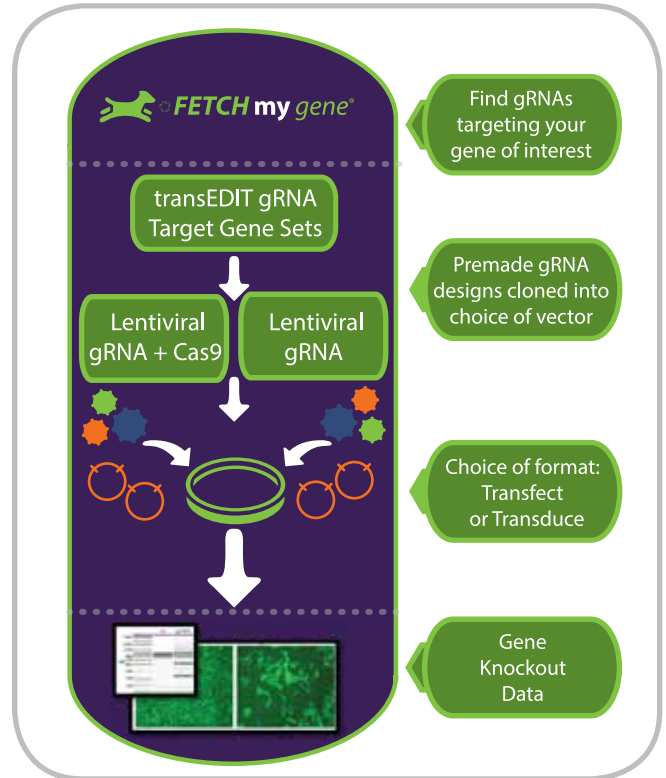 FETCH my gene®
Find gRNAs
targeting your
gene of interest
transEDIT gRNA
Target Gene Sets
Premade gRNA
designs cloned into
choice of vector
Lentiviral
gRNA + Cas9
Lentiviral
gRNA
Choice of format:
Transfect
or Transduce
Gene
Knockout
Data